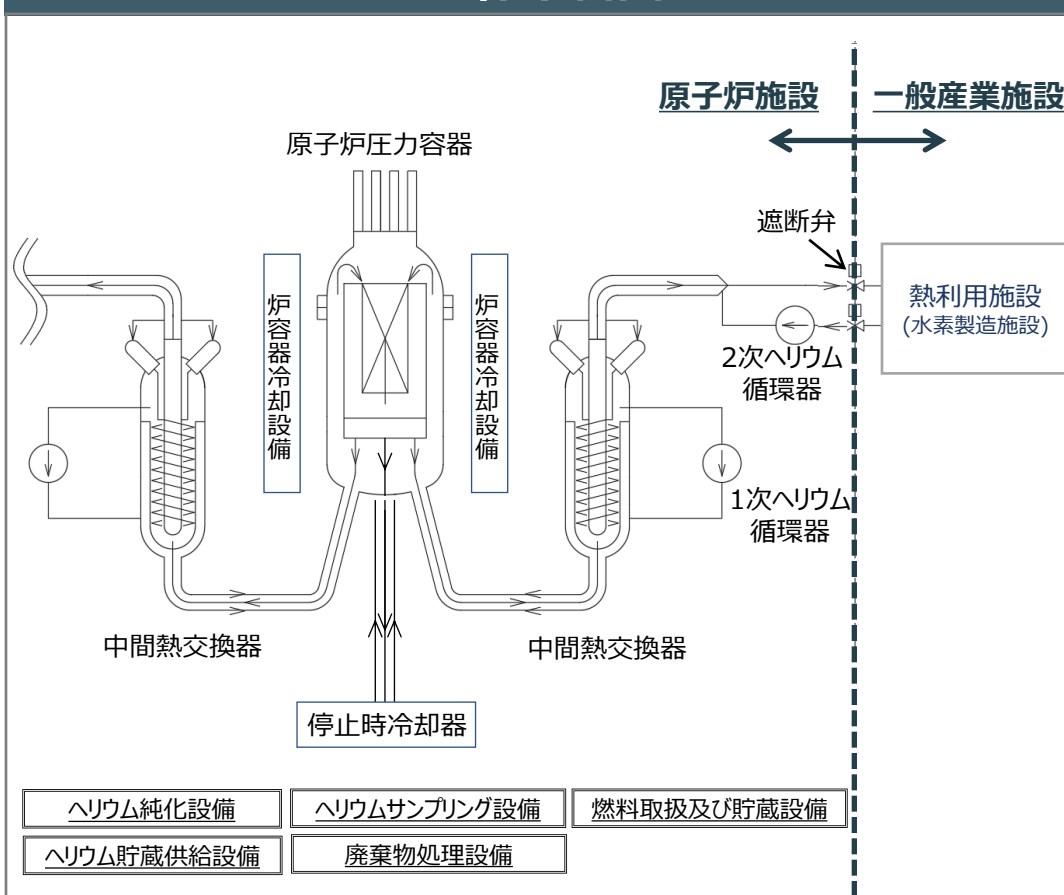 原子炉施設
一般産業施設
原子炉圧力容器
遮断弁
炉容器冷却設備
炉容器冷却設備
熱利用施設
(水素製造施設)
2次ヘリウム
循環器
1次ヘリウム
循環器
中間熱交換器
中間熱交換器
停止時冷却器
ヘリウム純化設備
ヘリウムサンプリング設備
燃料取扱及び貯蔵設備
ヘリウム貯蔵供給設備
廃棄物処理設備